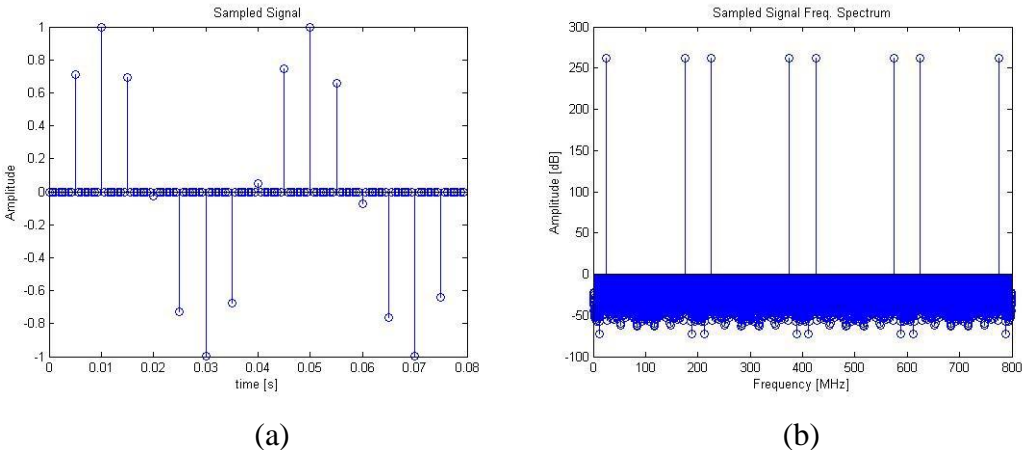 Sampled Signal
1
0.8
0.6
0.4
0.2
0
-0.2
-0.4
-0.6
-0.8
-1
Amplitude
0 0.01 0.02 0.03 0.04 0.05 0.06 0.07 0.08
time [s]
(a)
Sampled Signal Freq. Spectrum
300
250
200
150
100
50
0
-50
-100
Amplitude [dB]
0 100 200 300 400 500 600 700 800
Frequency [MHz]
(b)